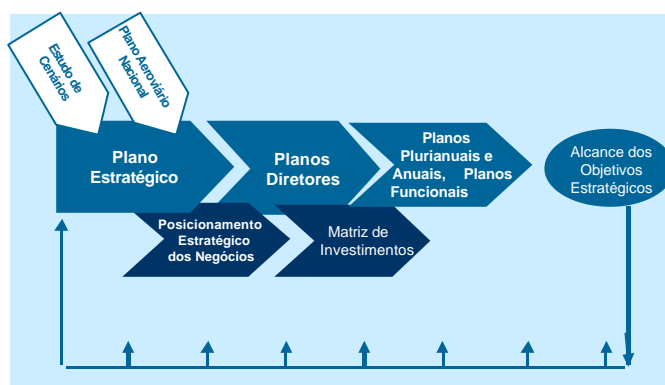 Estudo de
Cenários
Plano Aeroviário
Nacional
Plano
Estratégico
Planos
Diretores
Planos
Plurianuais e
Anuais, Planos
Funcionais
Alcance dos
Objetivos
Estratégicos
Posicionamento
Estratégico
dos Negócios
Matriz de
Investimentos